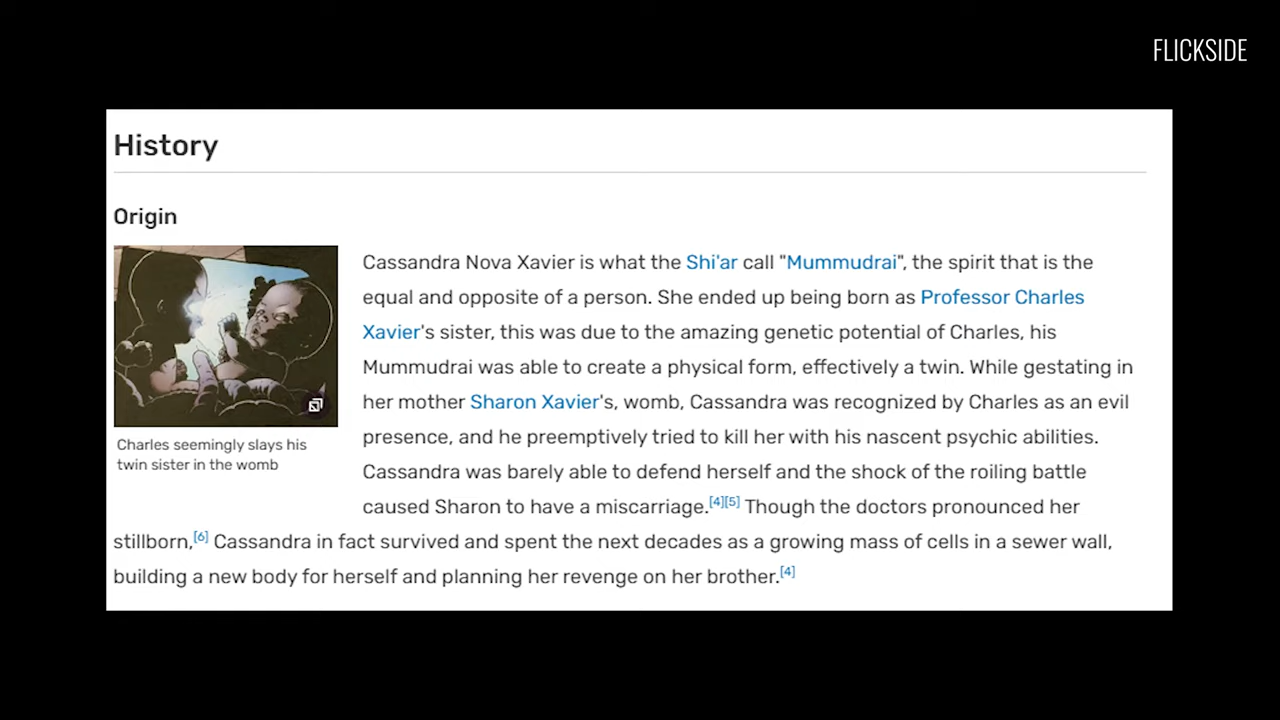 FLICKSIDE
History
Origin
Cassandra Nova Xavier is what the Shi'ar call "Mummudrai", the spirit that is the
equal and opposite of a person. She ended up being born as Professor Charles
Xavier's sister, this was due to the amazing genetic potential of Charles, his
Mummudrai was able to create a physical form, effectively a twin. While gestating in
her mother Sharon Xavier's, womb, Cassandra was recognized by Charles as an evil
presence, and he preemptively tried to kill her with his nascent psychic abilities.
Cassandra was barely able to defend herself and the shock of the roiling battle
caused Sharon to have a miscarriage.[4][5] Though the doctors pronounced her
stillborn,[6] Cassandra in fact survived and spent the next decades as a growing mass of cells in a sewer wall,
building a new body for herself and planning her revenge on her brother.[4]
Charles seemingly slays his
twin sister in the womb